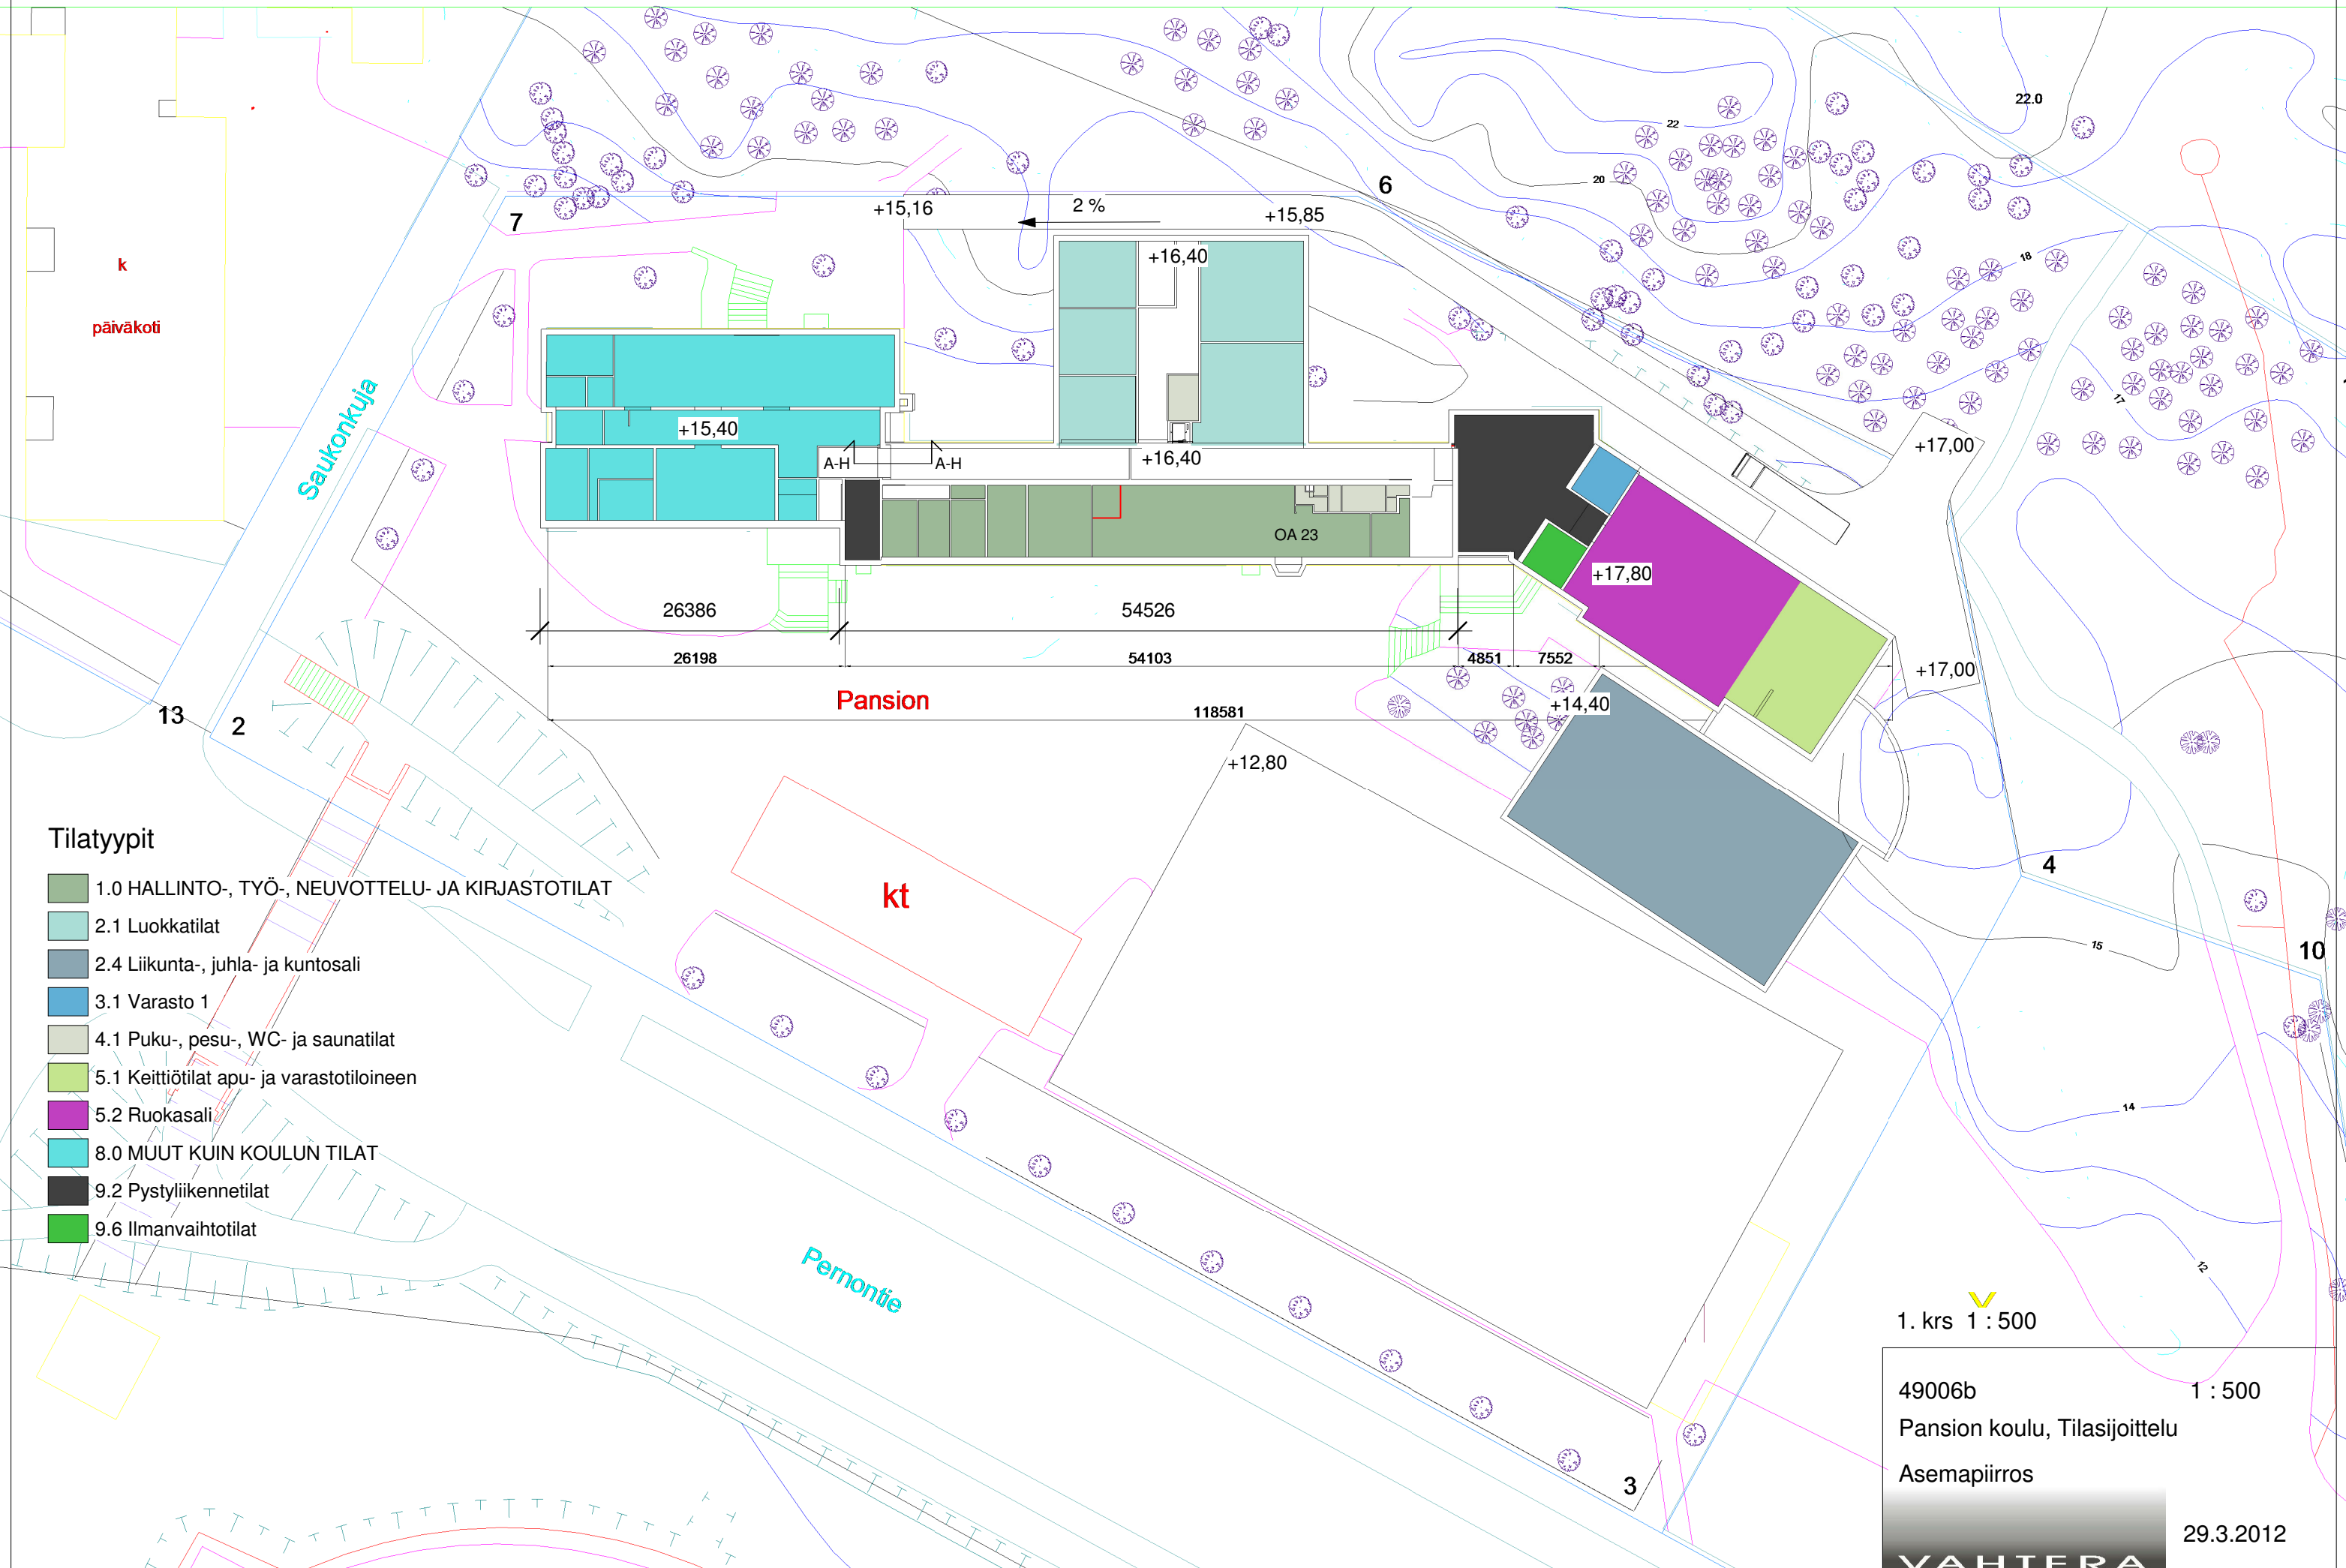 22.0
22
20
6
7
+15,16
2 %
+15,85
+16,40
18
k
päiväkoti
Saukonkuja
17
+15,40
A-H
A-H
+16,40
+17,00
OA 23
+17,80
26386
54526
26198
54103
4851
7552
+17,00
Pansion
118581
+14,40
13
2
+12,80
4
kt
15
10
Tilatyypit
1.0 HALLINTO-, TYÖ-, NEUVOTTELU- JA KIRJASTOTILAT
2.1 Luokkatilat
2.4 Liikunta-, juhla- ja kuntosali
3.1 Varasto 1
4.1 Puku-, pesu-, WC- ja saunatilat
5.1 Keittiötilat apu- ja varastotiloineen
5.2 Ruokasali
8.0 MUUT KUIN KOULUN TILAT
9.2 Pystyliikennetilat
9.6 Ilmanvaihtotilat
14
12
Pernontie
3
1. krs 1 : 500
49006b 1 : 500
Pansion koulu, Tilasijoittelu
Asemapiirros
29.3.2012
VAHTERA